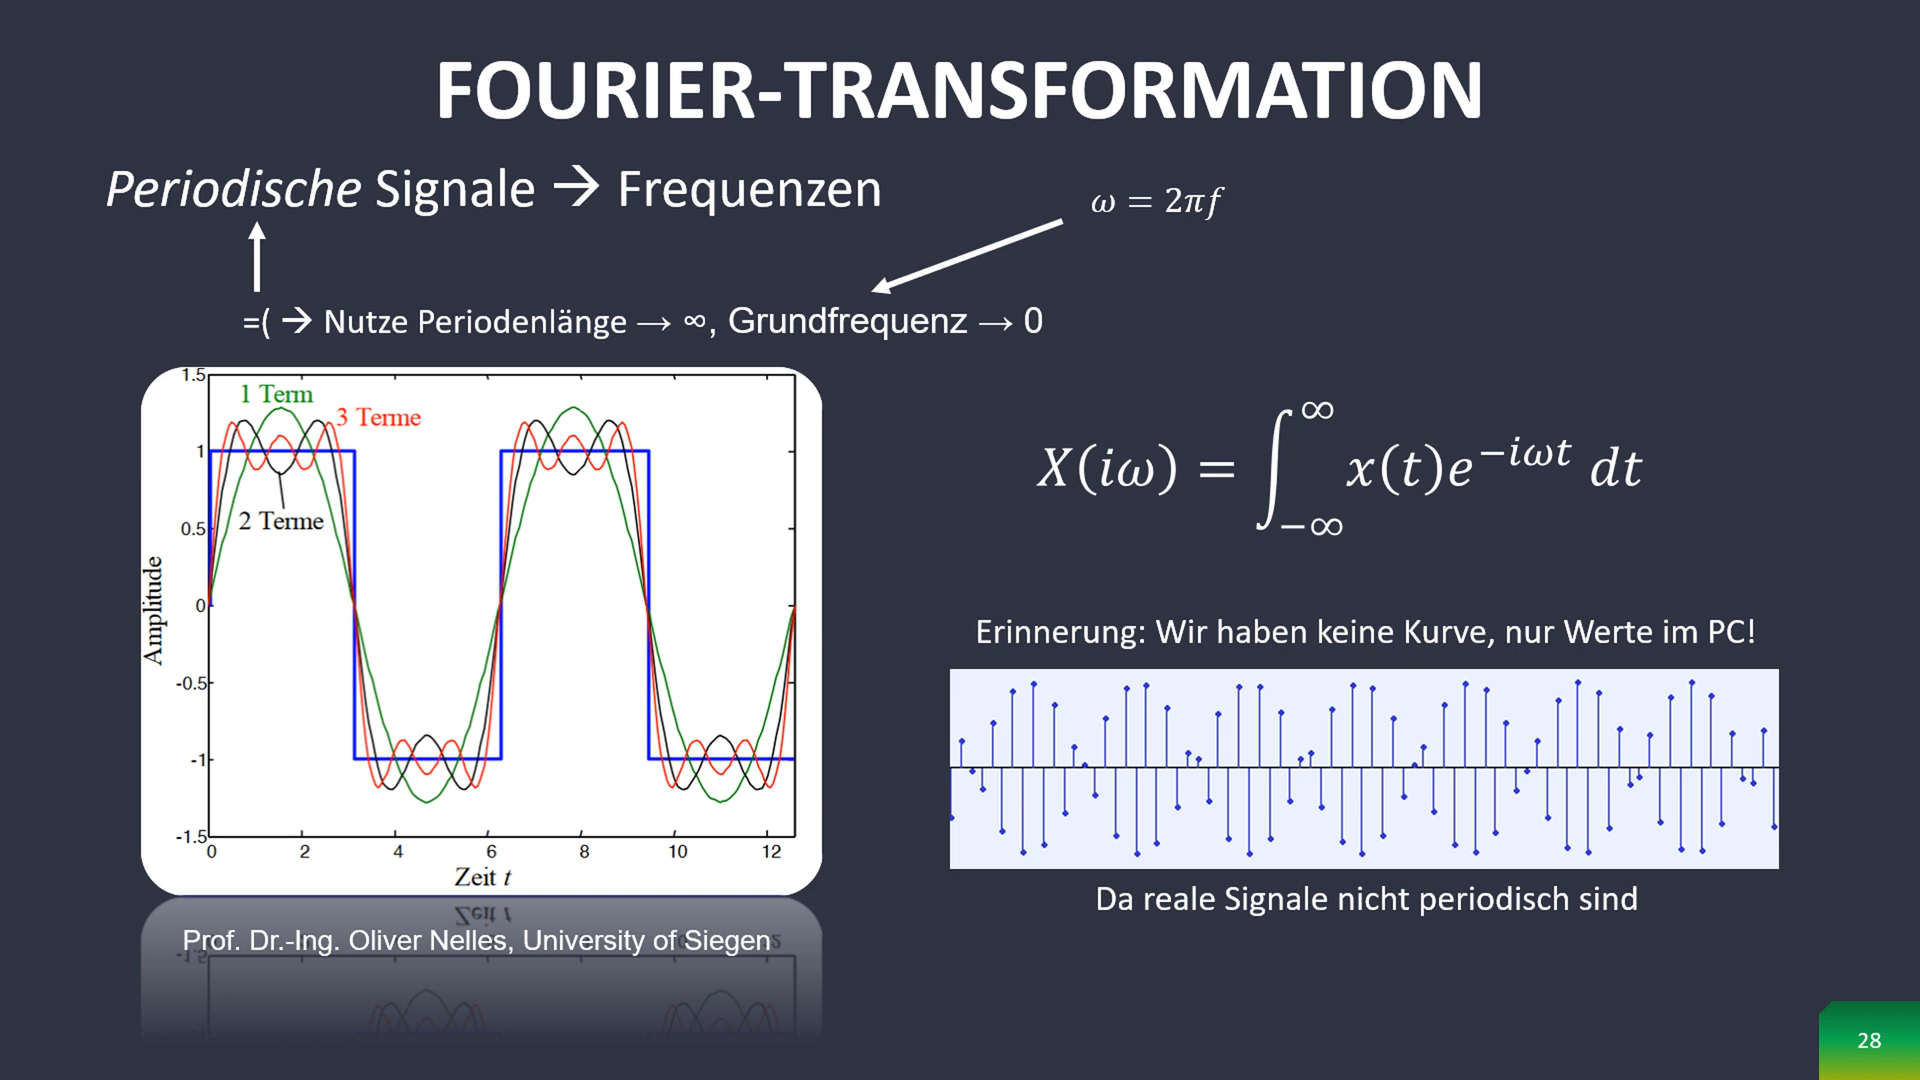 FOURIER-TRANSFORMATION
Periodische Signale → Frequenzen
ω = 2πf
=( → Nutze Periodenlänge → ∞, Grundfrequenz → 0
1.5
1 Term
3 Terme
1
2 Terme
0.5
Amplitude
0
-0.5
-1
-1.5
0 2 4 6 8 10 12
Zeit t
X(iω) = ∫_{-∞}^{∞} x(t)e^{-iωt} dt
Erinnerung: Wir haben keine Kurve, nur Werte im PC!
Da reale Signale nicht periodisch sind
Prof. Dr.-Ing. Oliver Nelles, University of Siegen
28